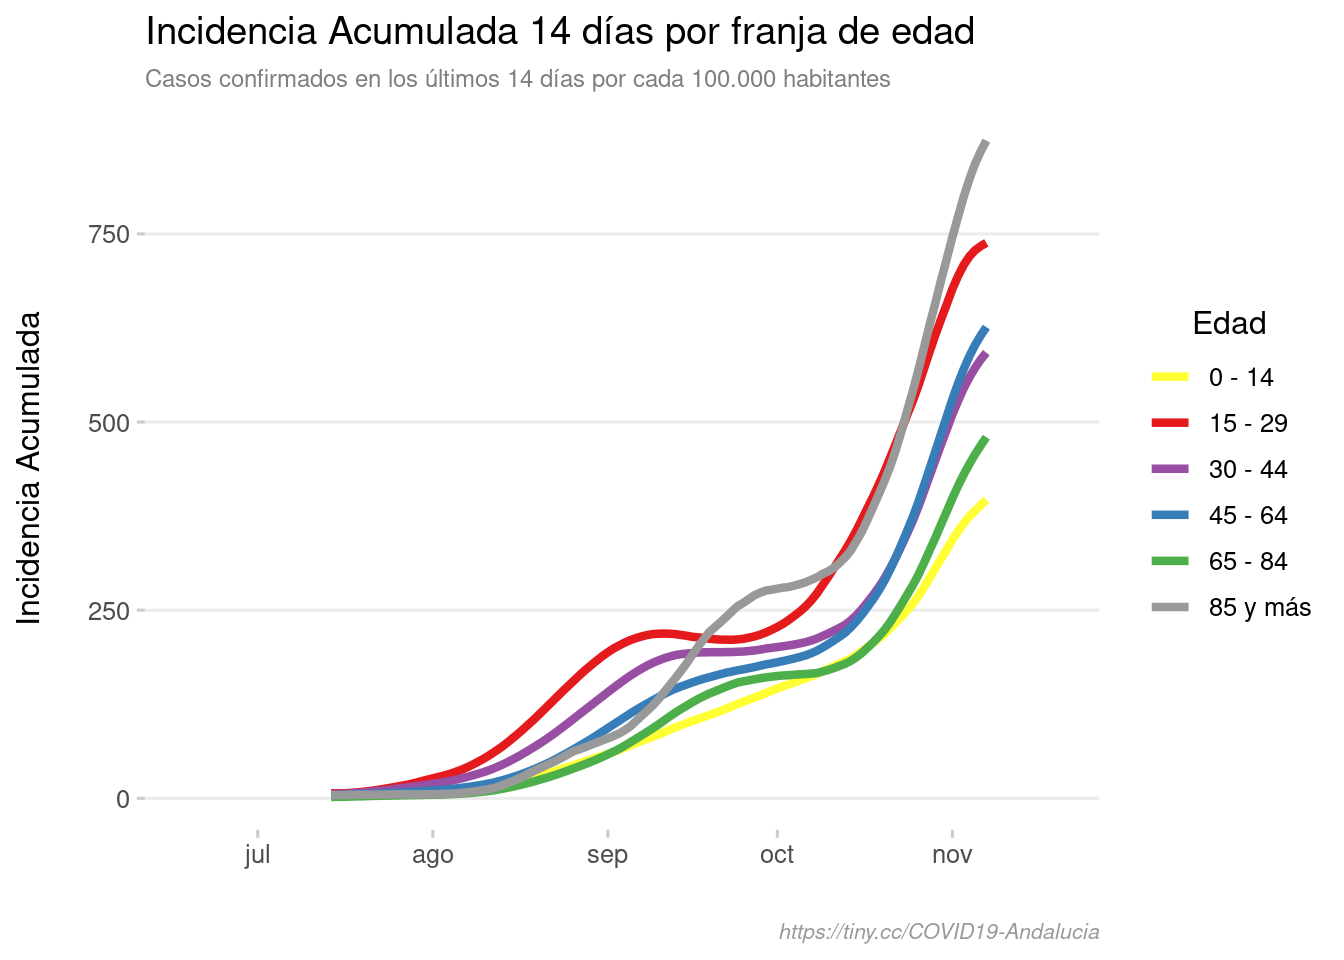 Incidencia Acumulada 14 días por franja de edad
Casos confirmados en los últimos 14 días por cada 100.000 habitantes
Incidencia Acumulada
750
500
250
0
jul
ago
sep
oct
nov
Edad
0 - 14
15 - 29
30 - 44
45 - 64
65 - 84
85 y más
https://tiny.cc/COVID19-Andalucia